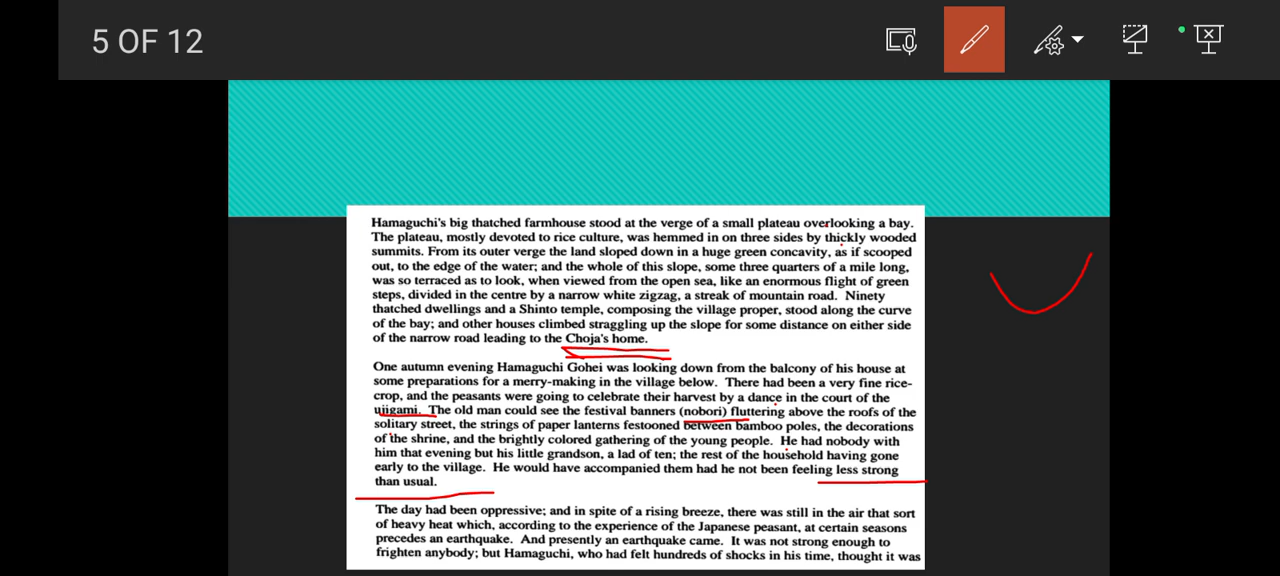 5 OF 12
Hamaguchi's big thatched farmhouse stood at the verge of a small plateau overlooking a bay.
The plateau, mostly devoted to rice culture, was hemmed in on three sides by thickly wooded
summits. From its outer verge the land sloped down in a huge green concavity, as if scooped
out, to the edge of the water; and the whole of this slope, some three quarters of a mile long,
was so terraced as to look, when viewed from the open sea, like an enormous flight of green
steps, divided in the centre by a narrow white zigzag, a streak of mountain road. Ninety
thatched dwellings and a Shinto temple, composing the village proper, stood along the curve
of the bay; and other houses climbed straggling up the slope for some distance on either side
of the narrow road leading to the Choja's home.
One autumn evening Hamaguchi Gohei was looking down from the balcony of his house at
some preparations for a merry-making in the village below. There had been a very fine rice-
crop, and the peasants were going to celebrate their harvest by a dance in the court of the
ujigami. The old man could see the festival banners (nobori) fluttering above the roofs of the
solitary street, the strings of paper lanterns festooned between bamboo poles, the decorations
of the shrine, and the brightly colored gathering of the young people. He had nobody with
him that evening but his little grandson, a lad of ten; the rest of the household having gone
early to the village. He would have accompanied them had he not been feeling less strong
than usual.
The day had been oppressive; and in spite of a rising breeze, there was still in the air that sort
of heavy heat which, according to the experience of the Japanese peasant, at certain seasons
precedes an earthquake. And presently an earthquake came. It was not strong enough to
frighten anybody; but Hamaguchi, who had felt hundreds of shocks in his time, thought it was